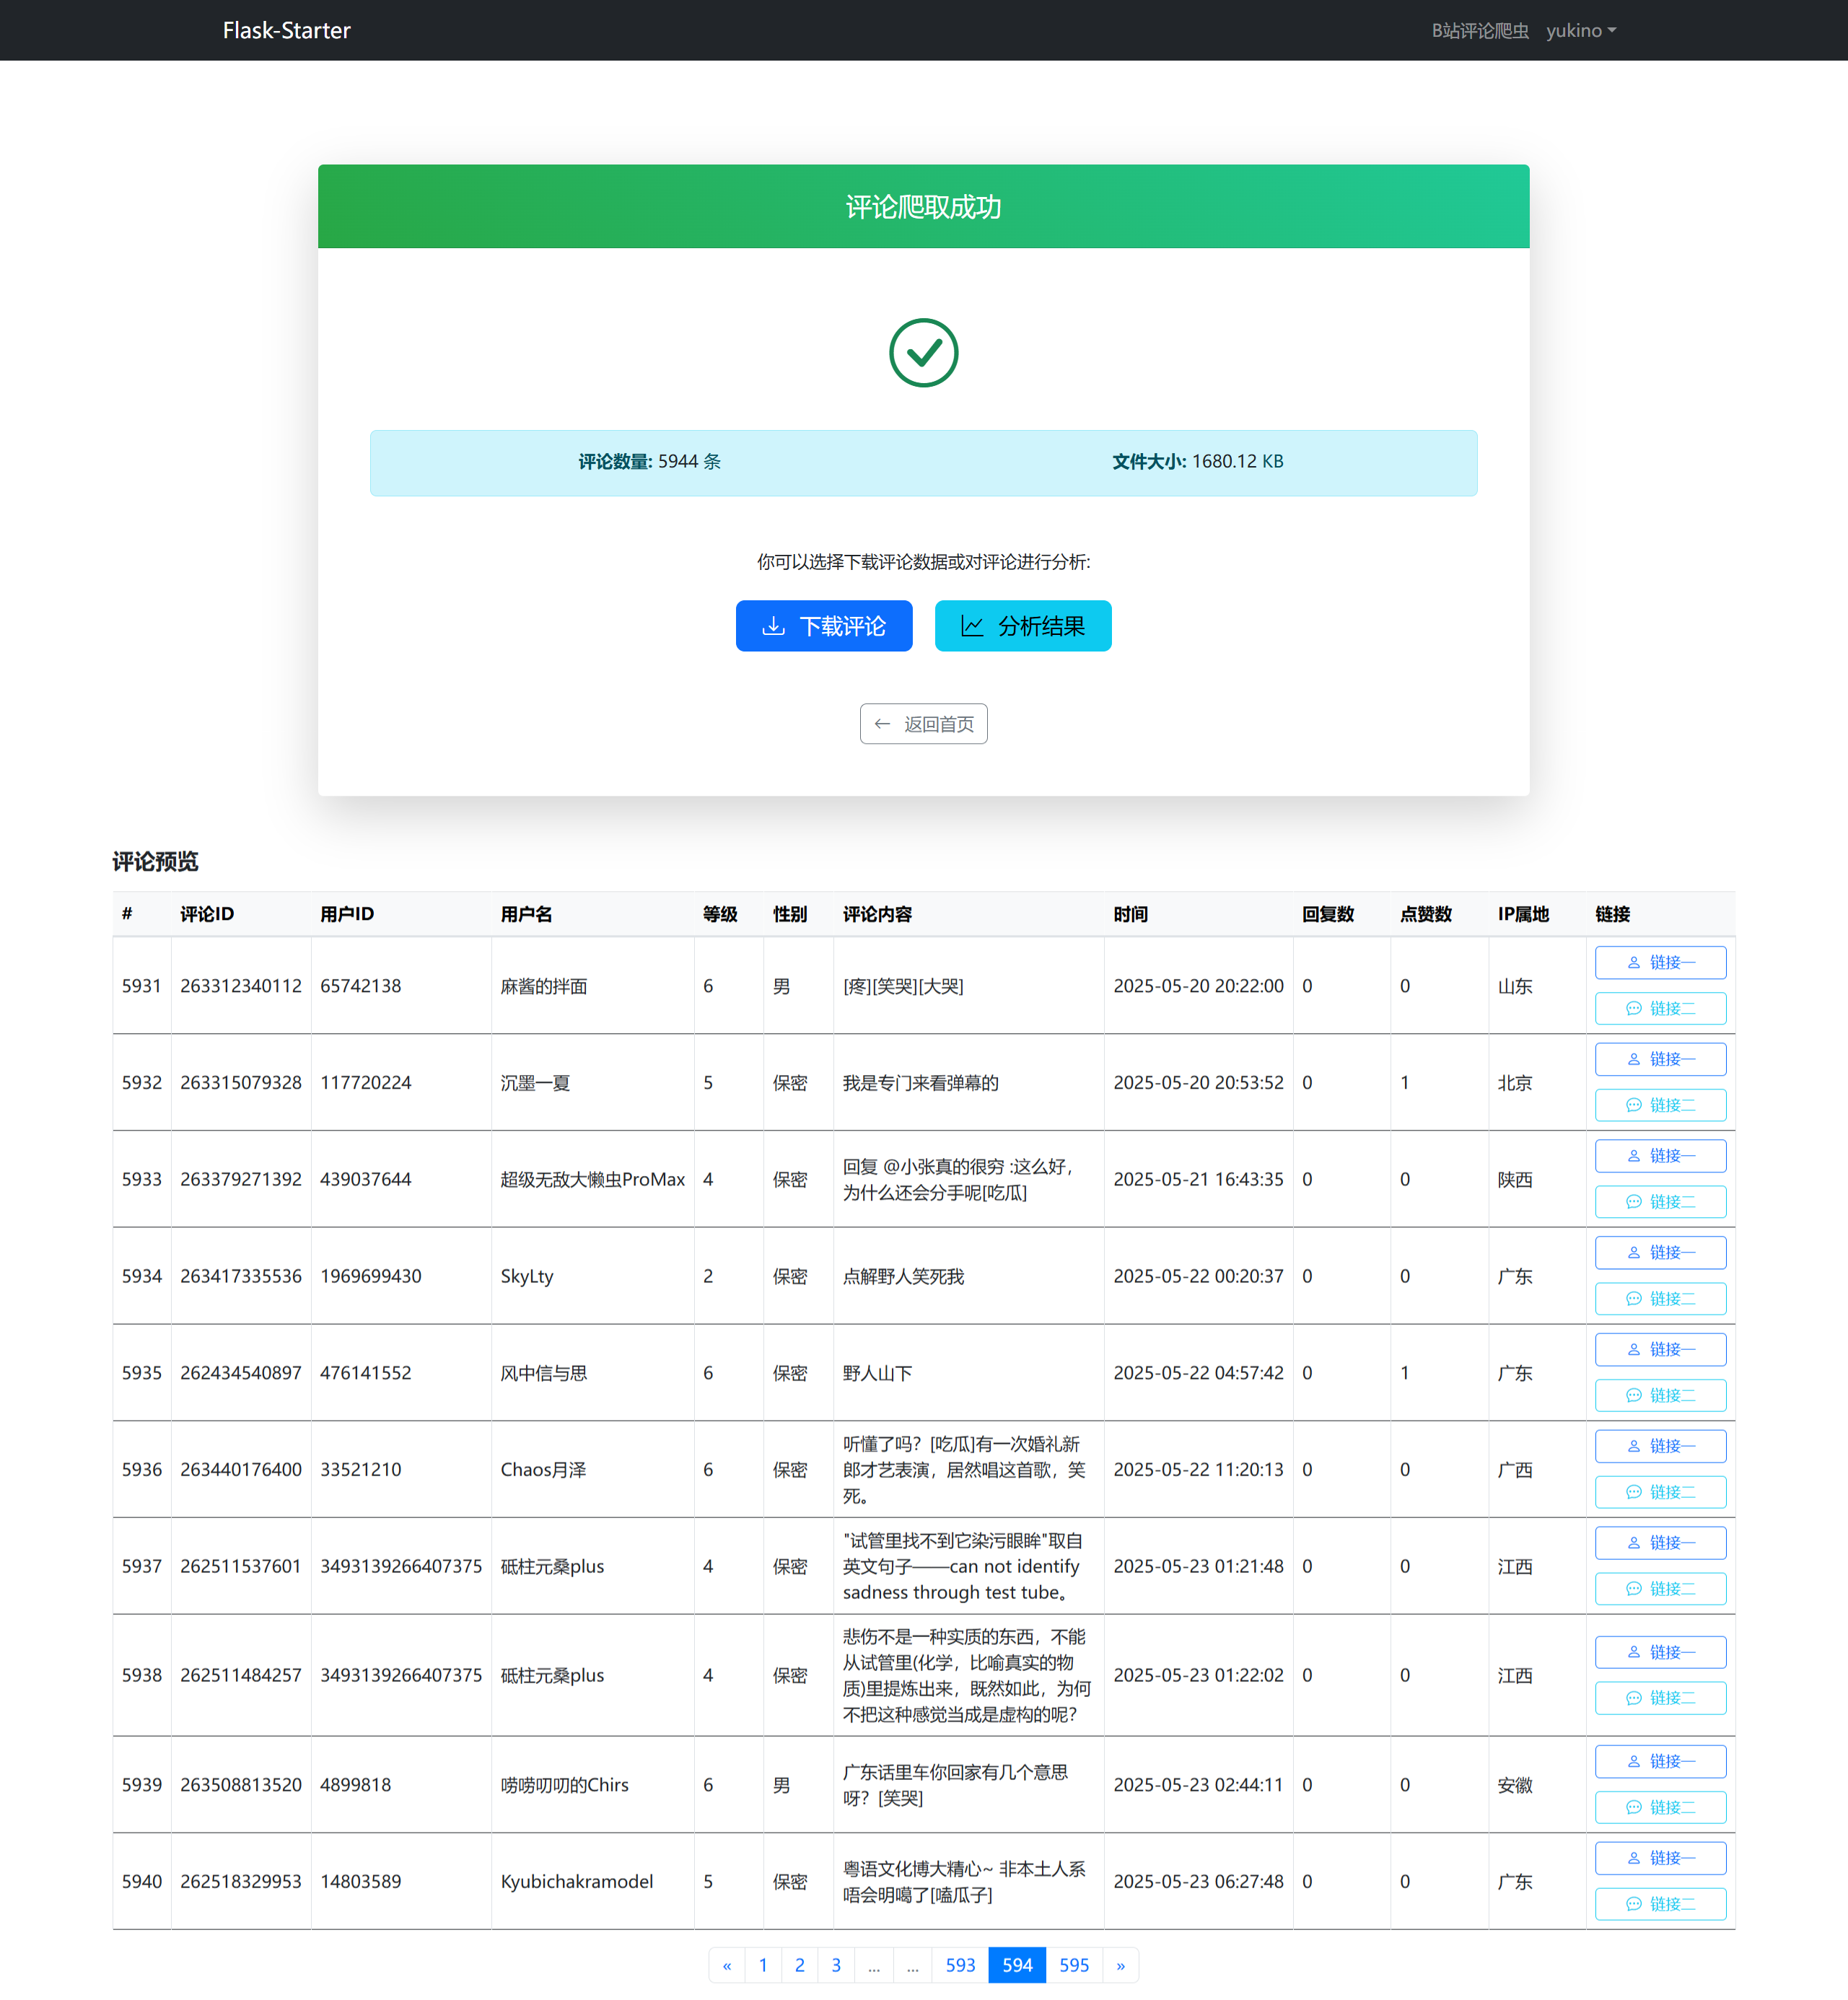 Flask-Starter
B站评论爬虫 yukino
评论爬取成功
评论数量: 5944 条
文件大小: 1680.12 KB
你可以选择下载评论数据或对评论进行分析:
下载评论
分析结果
返回首页
评论预览
# 评论ID 用户ID 用户名 等级 性别 评论内容 时间 回复数 点赞数 IP属地 链接
5931 263312340112 65742138 麻酱的拌面 6 男 [疼][笑哭][大哭] 2025-05-20 20:22:00 0 0 山东
链接一
链接二
5932 263315079328 117720224 沉墨一夏 5 保密 我是专门来看弹幕的 2025-05-20 20:53:52 0 1 北京
链接一
链接二
5933 263379271392 439037644 超级无敌大懒虫ProMax 4 保密
回复 @小张真的很穷 :这么好，
为什么还会分手呢[吃瓜]
2025-05-21 16:43:35 0 0 陕西
链接一
链接二
5934 263417335536 1969699430 SkyLty 2 保密 点解野人笑死我 2025-05-22 00:20:37 0 0 广东
链接一
链接二
5935 262434540897 476141552 风中信与思 6 保密 野人山下 2025-05-22 04:57:42 0 1 广东
链接一
链接二
5936 263440176400 33521210 Chaos月泽 6 保密
听懂了吗？[吃瓜]有一次婚礼新
郎才艺表演，居然唱这首歌，笑
死。
2025-05-22 11:20:13 0 0 广西
链接一
链接二
5937 262511537601 3493139266407375 砥柱元桑plus 4 保密
"试管里找不到它染污眼眸"取自
英文句子——can not identify
sadness through test tube。
2025-05-23 01:21:48 0 0 江西
链接一
链接二
5938 262511484257 3493139266407375 砥柱元桑plus 4 保密
悲伤不是一种实质的东西，不能
从试管里(化学，比喻真实的物
质)里提炼出来，既然如此，为何
不把这种感觉当成是虚构的呢？
2025-05-23 01:22:02 0 0 江西
链接一
链接二
5939 263508813520 4899818 唠唠叨叨的Chirs 6 男
广东话里车你回家有几个意思
呀？[笑哭]
2025-05-23 02:44:11 0 0 安徽
链接一
链接二
5940 262518329953 14803589 Kyubichakramodel 5 保密
粤语文化博大精心~ 非本土人系
唔会明噶了[嗑瓜子]
2025-05-23 06:27:48 0 0 广东
链接一
链接二
« 1 2 3 ... ... 593 594 595 »